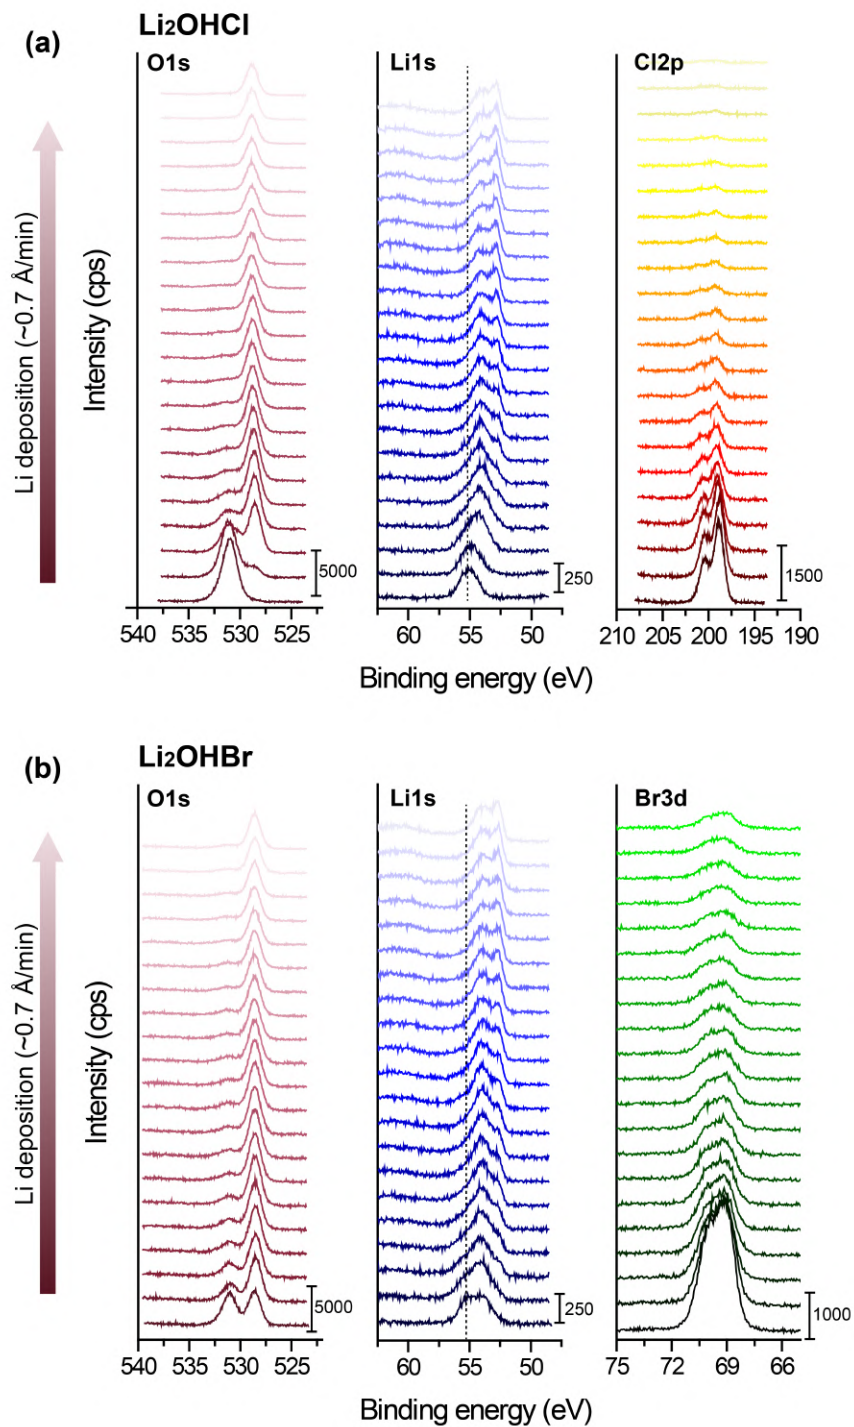 (a)
Li2OHCl
O1s
Li1s
Cl2p
Li deposition (~0.7 Å/min)
Intensity (cps)
5000
250
1500
540 535 530 525
60 55 50
210 205 200 195 190
Binding energy (eV)
(b)
Li2OHBr
O1s
Li1s
Br3d
Li deposition (~0.7 Å/min)
Intensity (cps)
5000
250
1000
540 535 530 525
60 55 50
75 72 69 66
Binding energy (eV)